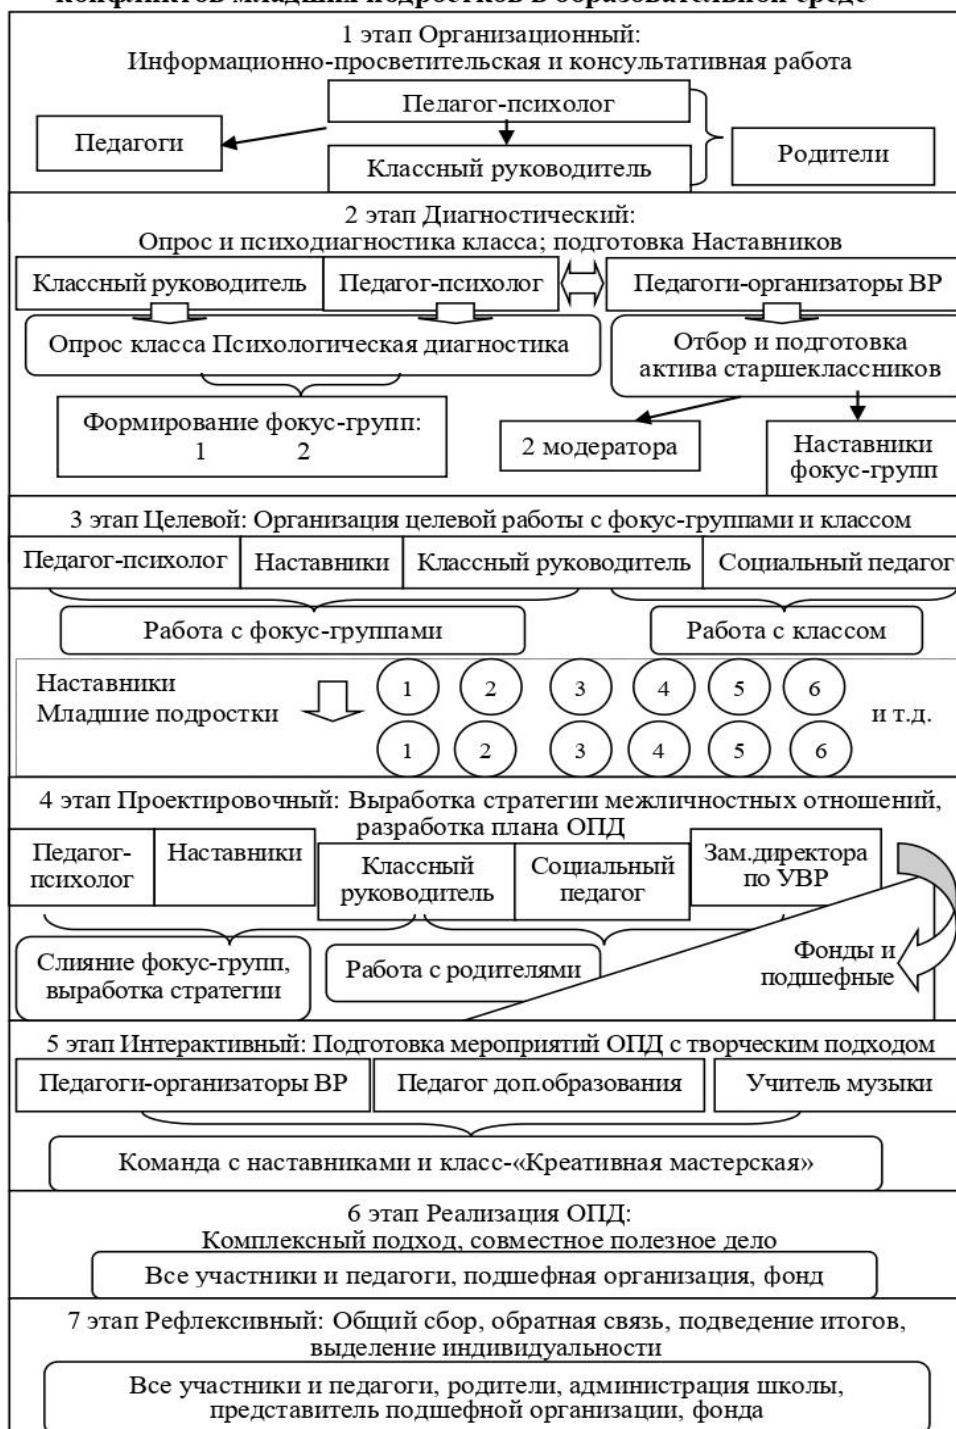 конфликтов младших подростков в образовательной среде
1 этап Организационный:
Информационно-просветительская и консультативная работа
Педагог-психолог
Педагоги
Классный руководитель
Родители
2 этап Диагностический:
Опрос и психодиагностика класса; подготовка Наставников
Классный руководитель
Педагог-психолог
Педагоги-организаторы ВР
Опрос класса Психологическая диагностика
Отбор и подготовка
актива старшеклассников
Формирование фокус-групп:
1 2
2 модератора
Наставники
фокус-групп
3 этап Целевой: Организация целевой работы с фокус-группами и классом
Педагог-психолог
Наставники
Классный руководитель
Социальный педагог
Работа с фокус-группами
Работа с классом
Наставники
1 2 3 4 5 6
Младшие подростки
и т.д.
1 2 3 4 5 6
4 этап Проектировочный: Выработка стратегии межличностных отношений,
разработка плана ОПД
Педагог-
психолог
Наставники
Классный
руководитель
Социальный
педагог
Зам.директора
по УВР
Слияние фокус-групп,
выработка стратегии
Работа с родителями
Фонды и
подшефные
5 этап Интерактивный: Подготовка мероприятий ОПД с творческим подходом
Педагоги-организаторы ВР
Педагог доп.образования
Учитель музыки
Команда с наставниками и класс-«Креативная мастерская»
6 этап Реализация ОПД:
Комплексный подход, совместное полезное дело
Все участники и педагоги, подшефная организация, фонд
7 этап Рефлексивный: Общий сбор, обратная связь, подведение итогов,
выделение индивидуальности
Все участники и педагоги, родители, администрация школы,
представитель подшефной организации, фонда